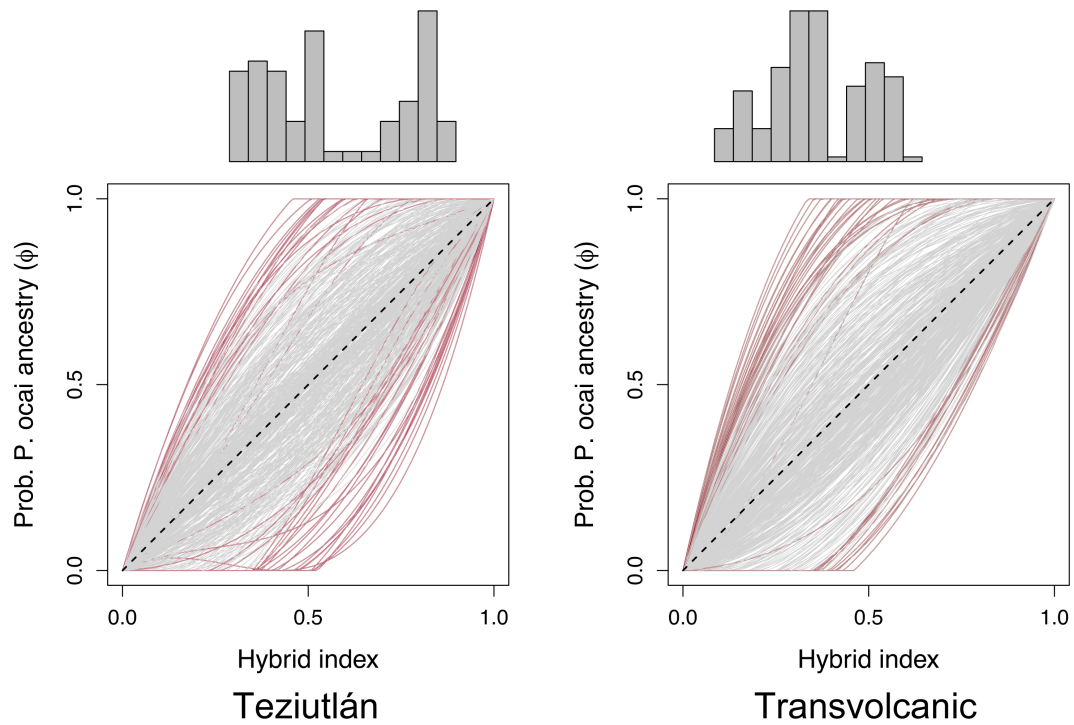 Prob. P. ocai ancestry (ϕ)
1.0
0.5
0.0
0.0 0.5 1.0
Hybrid index
Teziutlán
Prob. P. ocai ancestry (ϕ)
1.0
0.5
0.0
0.0 0.5 1.0
Hybrid index
Transvolcanic